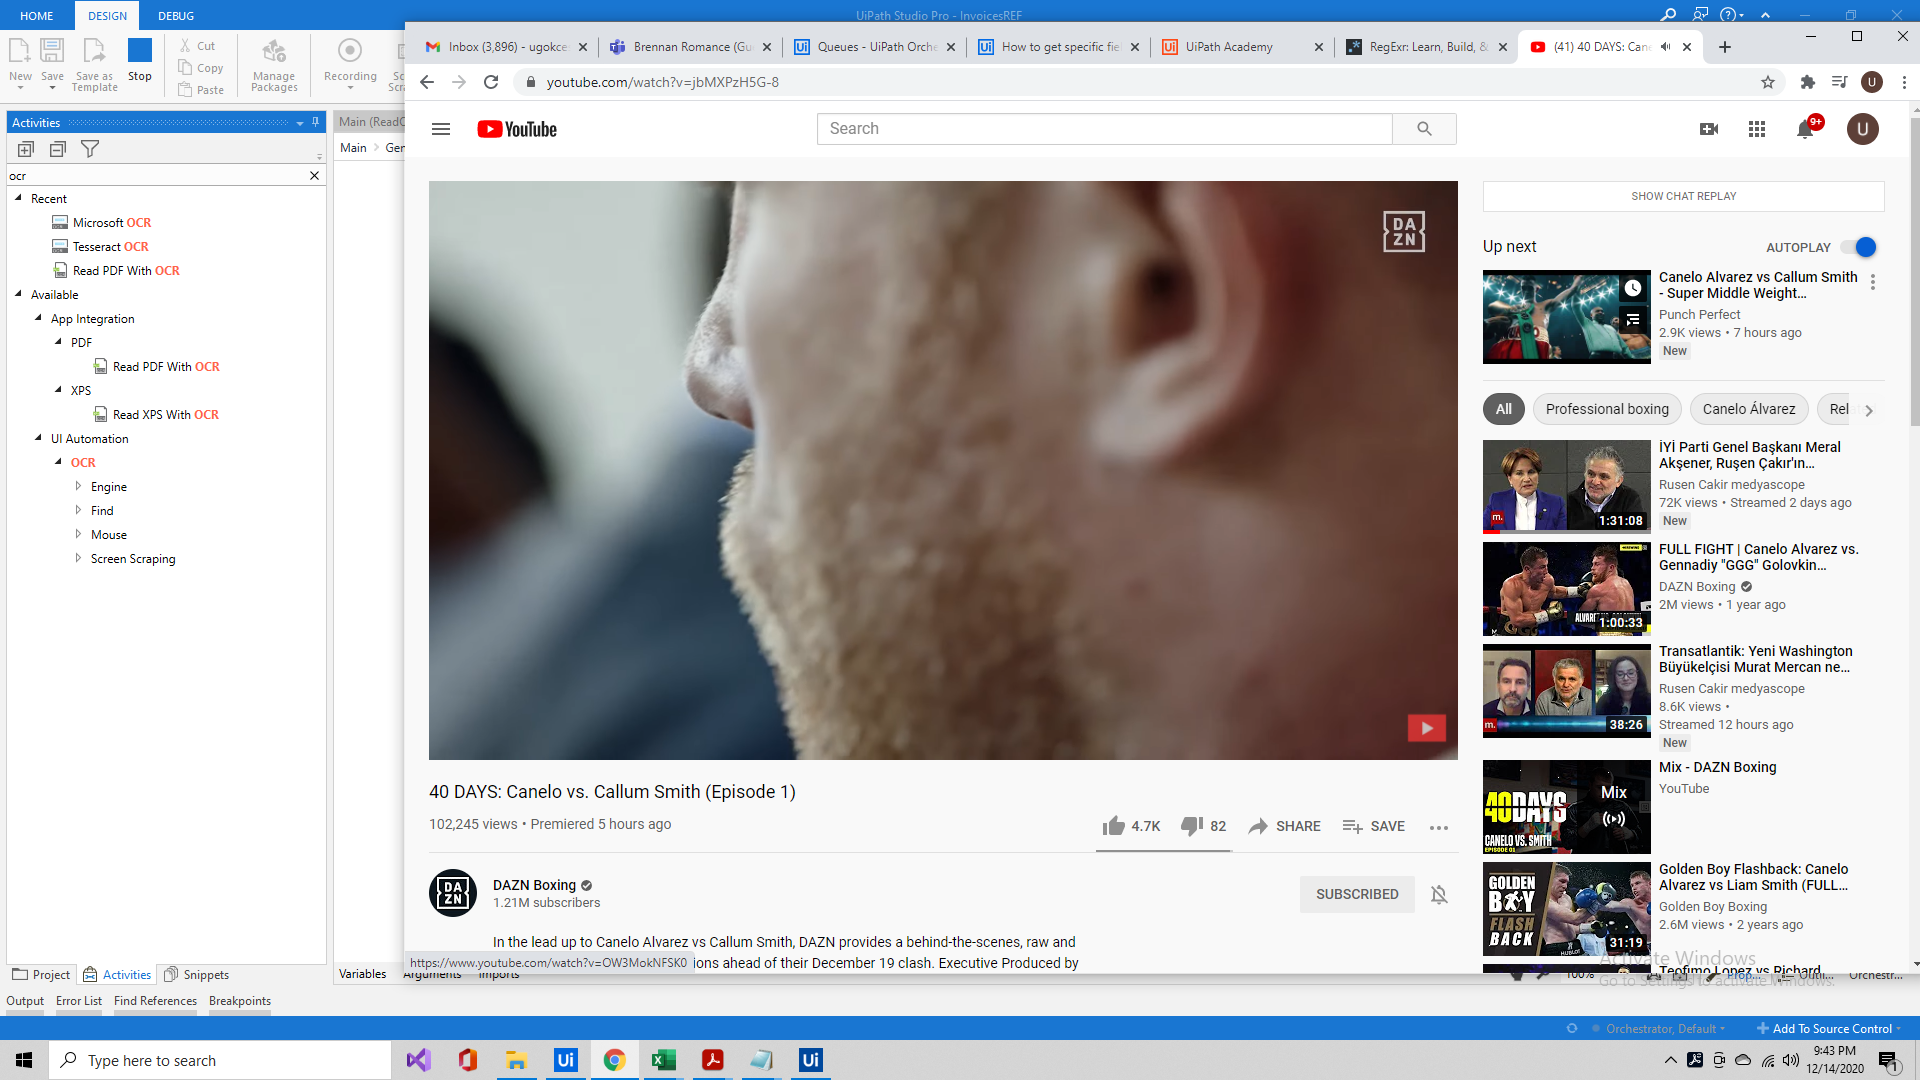 HOME DESIGN DEBUG
UiPath Studio Pro - InvoicesREF
New Save Save as Template Stop
Cut
Copy
Paste
Manage Packages
Recording
Inbox (3,896) - ugokce
Brennan Romance (Gu
Queues - UiPath Orche
How to get specific fie
UiPath Academy
RegExr: Learn, Build, &
(41) 40 DAYS: Can
youtube.com/watch?v=jbMXPzH5G-8
U
Activities
ocr
Recent
Microsoft OCR
Tesseract OCR
Read PDF With OCR
Available
App Integration
PDF
Read PDF With OCR
XPS
Read XPS With OCR
UI Automation
OCR
Engine
Find
Mouse
Screen Scraping
Project Activities Snippets
Output Error List Find References Breakpoints
Main (ReadC
Main > Gen
Variables Arguments Imports
YouTube
Search
9+
U
DA
ZN
40 DAYS: Canelo vs. Callum Smith (Episode 1)
102,245 views • Premiered 5 hours ago
4.7K 82 SHARE SAVE
DA
ZN
DAZN Boxing
1.21M subscribers
SUBSCRIBED
In the lead up to Canelo Alvarez vs Callum Smith, DAZN provides a behind-the-scenes, raw and
ions ahead of their December 19 clash. Executive Produced by
https://www.youtube.com/watch?v=OW3MokNFSK0
SHOW CHAT REPLAY
Up next
AUTOPLAY
Canelo Alvarez vs Callum Smith
- Super Middle Weight...
Punch Perfect
2.9K views • 7 hours ago
New
All Professional boxing Canelo Álvarez Rel
İYİ Parti Genel Başkanı Meral
Akşener, Ruşen Çakır'ın...
Rusen Cakir medyascope
72K views • Streamed 2 days ago
New
m.
1:31:08
FULL FIGHT | Canelo Alvarez vs.
Gennadiy "GGG" Golovkin...
DAZN Boxing
2M views • 1 year ago
1:00:33
Transatlantik: Yeni Washington
Büyükelçisi Murat Mercan ne...
Rusen Cakir medyascope
8.6K views •
Streamed 12 hours ago
New
m.
38:26
Mix - DAZN Boxing
YouTube
40DAYS
CANELO VS. SMITH
EPISODE 01
Mix
Golden Boy Flashback: Canelo
Alvarez vs Liam Smith (FULL...
Golden Boy Boxing
2.6M views • 2 years ago
GOLDEN
BOY
FLASH
BACK
31:19
Teofimo Lopez vs Richard
Activate Windows
Go to Settings to activate Windows.
100%
Orchestrator, Default
Add To Source Control
Type here to search
9:43 PM
12/14/2020
1